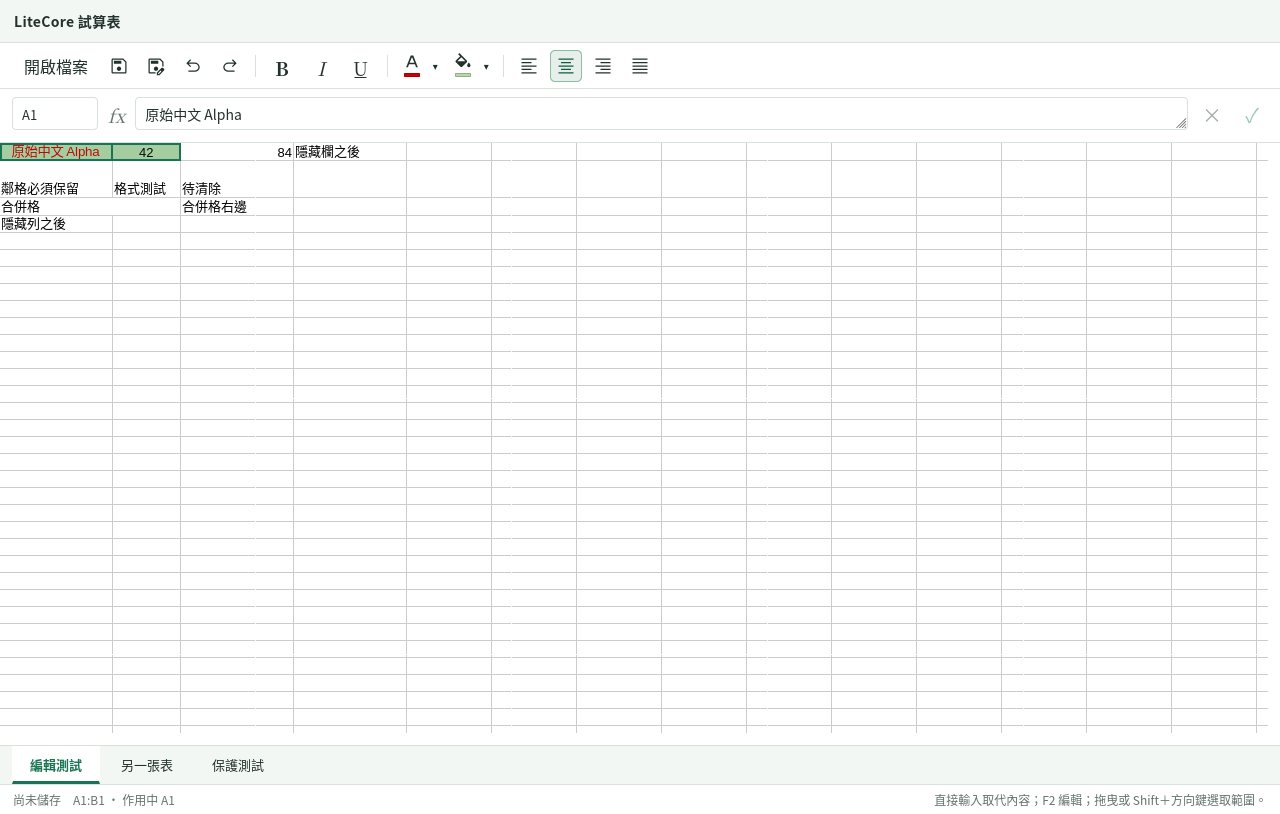 LiteCore 試算表
開啟檔案 B I U A
A1 fx 原始中文 Alpha
原始中文 Alpha 42 84 隱藏欄之後
鄰格必須保留 格式測試 待清除
合併格 合併格右邊
隱藏列之後
編輯測試 另一張表 保護測試
尚未儲存 A1:B1 · 作用中 A1 直接輸入取代內容；F2 編輯；拖曳或 Shift＋方向鍵選取範圍。